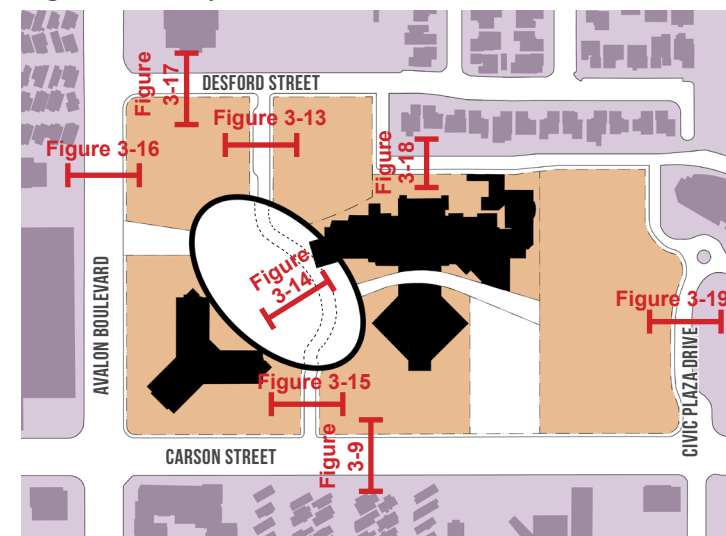 Figure
3-17
DESFORD STREET
Figure 3-13
Figure 3-16
Figure
3-18
Figure
3-14
AVALON BOULEVARD
Figure 3-19
CIVIC PLAZA DRIVE
Figure 3-15
CARSON STREET
Figure
3-9